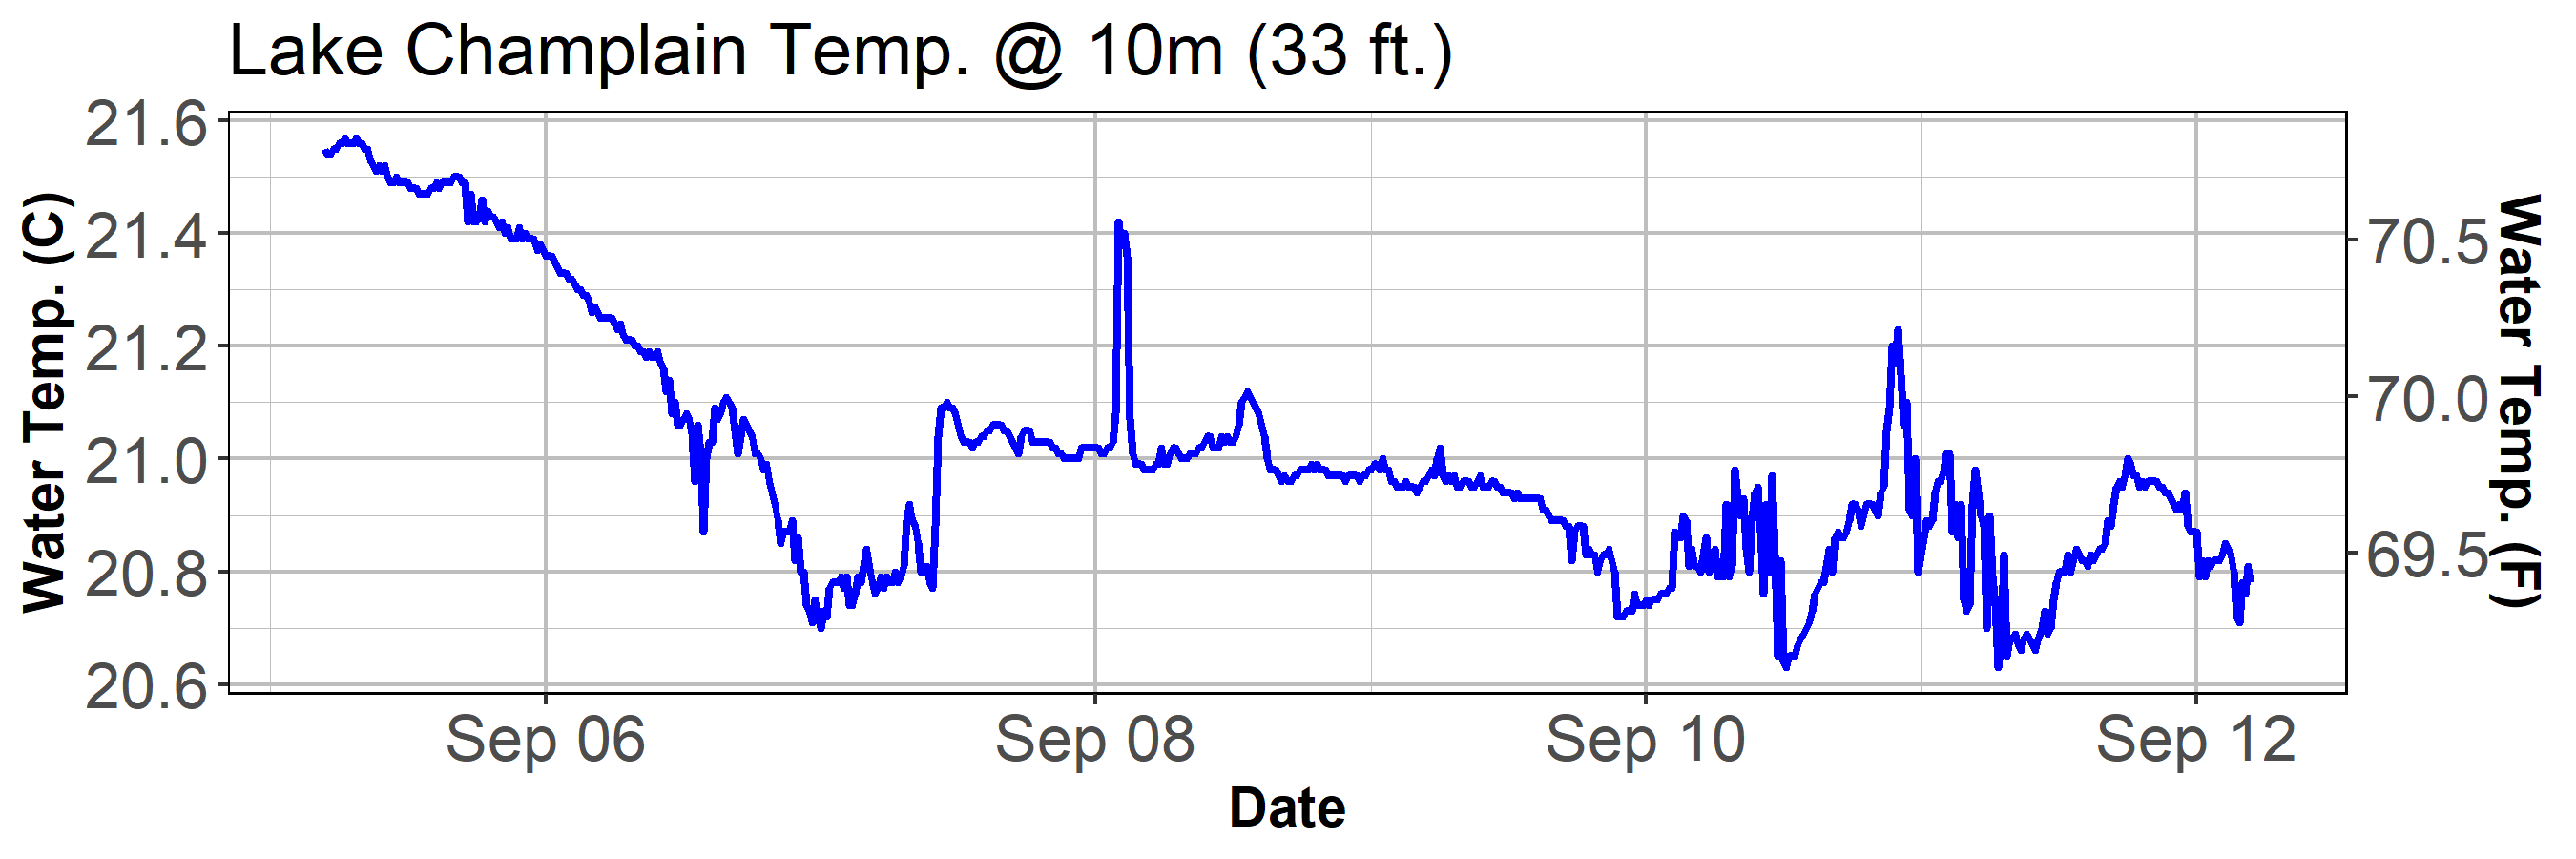 Lake Champlain Temp. @ 10m (33 ft.)
Water Temp. (C)
21.6
21.4
21.2
21.0
20.8
20.6
70.5
70.0
69.5
Water Temp. (F)
Sep 06 Sep 08 Sep 10 Sep 12
Date